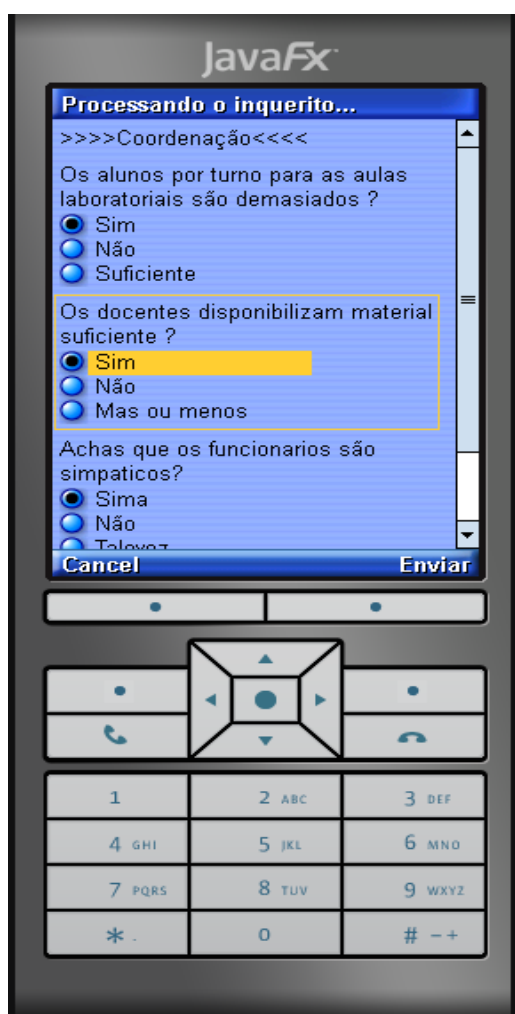 JavaFx
Processando o inquerito...
>>>>Coordenação<<<<
Os alunos por turno para as aulas
laboratoriais são demasiados ?
Sim
Não
Suficiente
Os docentes disponibilizam material
suficiente ?
Sim
Não
Mas ou menos
Achas que os funcionarios são
simpaticos?
Sima
Não
Cancel Enviar
1 2 ABC 3 DEF
4 GHI 5 JKL 6 MNO
7 PQRS 8 TUV 9 WXYZ
* . 0 # - +